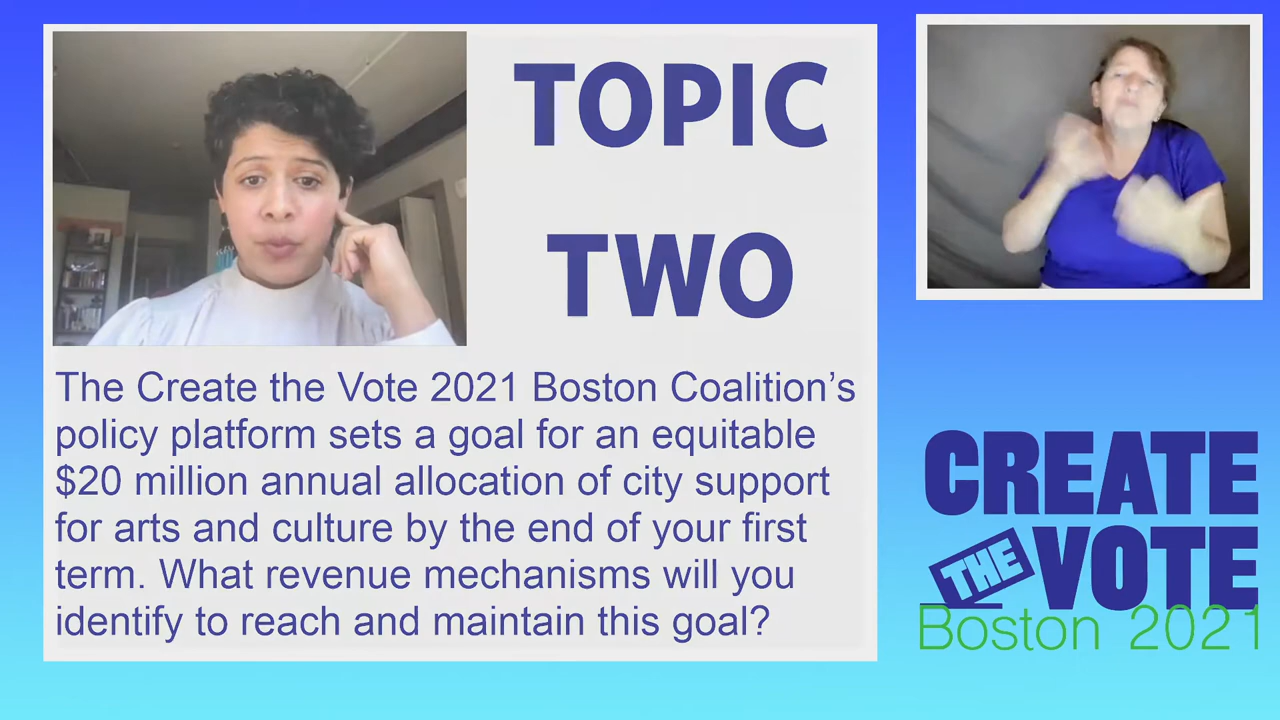 TOPIC
TWO
The Create the Vote 2021 Boston Coalition’s
policy platform sets a goal for an equitable
$20 million annual allocation of city support
for arts and culture by the end of your first
term. What revenue mechanisms will you
identify to reach and maintain this goal?
CREATE
THE VOTE
Boston 2021